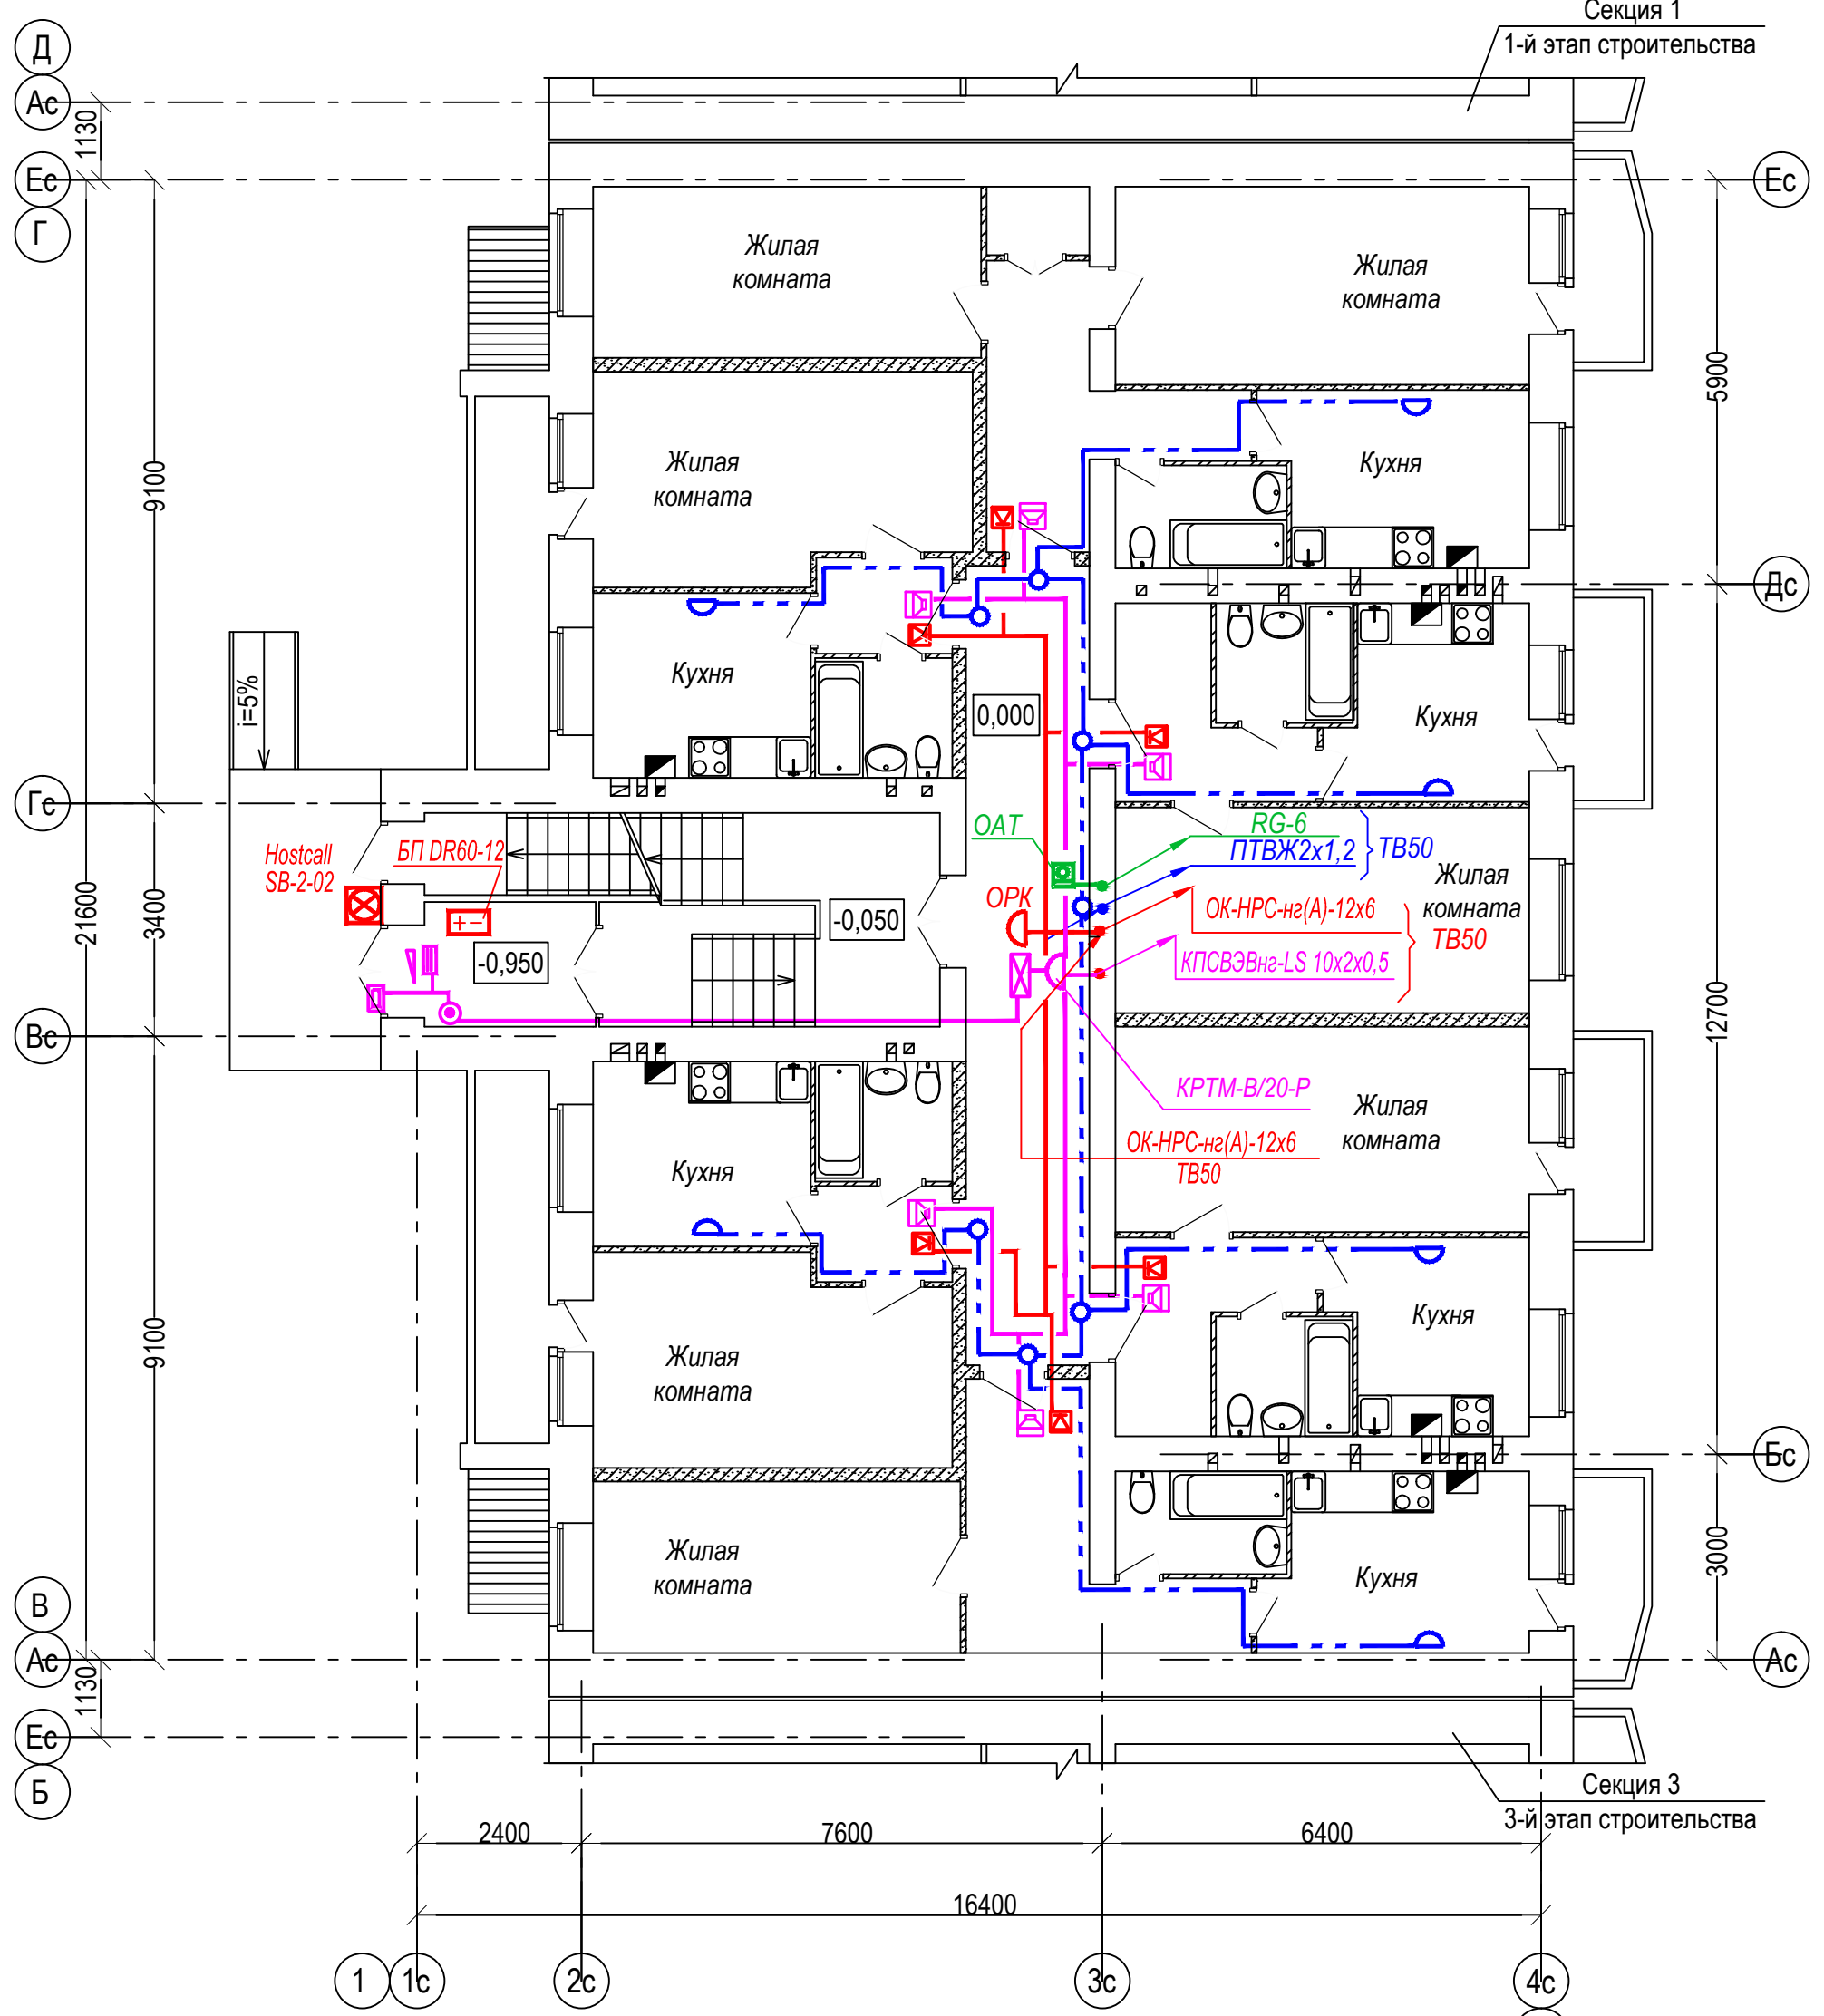 Секция 1
1-й этап строительства
Д
Ас
1130
Ес
Г
Ес
Жилая
комната
Жилая
комната
5900
9100
Жилая
комната
Кухня
Дс
Кухня
i=5%
0,000
Кухня
Гс
ОАТ
RG-6
ПТВЖ2х1,2
ТВ50
Hostcall
SB-2-02
БП DR60-12
Жилая
комната
ОРК
ОК-НРС-нг(А)-12х6
ТВ50
21600
3400
-0,050
-0,950
КПСВЭВнг-LS 10х2х0,5
12700
Вс
КРТМ-В/20-Р
Жилая
комната
ОК-НРС-нг(А)-12х6
ТВ50
Кухня
9100
Жилая
комната
Кухня
Бс
Жилая
комната
Кухня
3000
В
Ас
Ас
1130
Ес
Б
Секция 3
3-й этап строительства
2400
7600
6400
16400
1
1с
2с
3с
4с